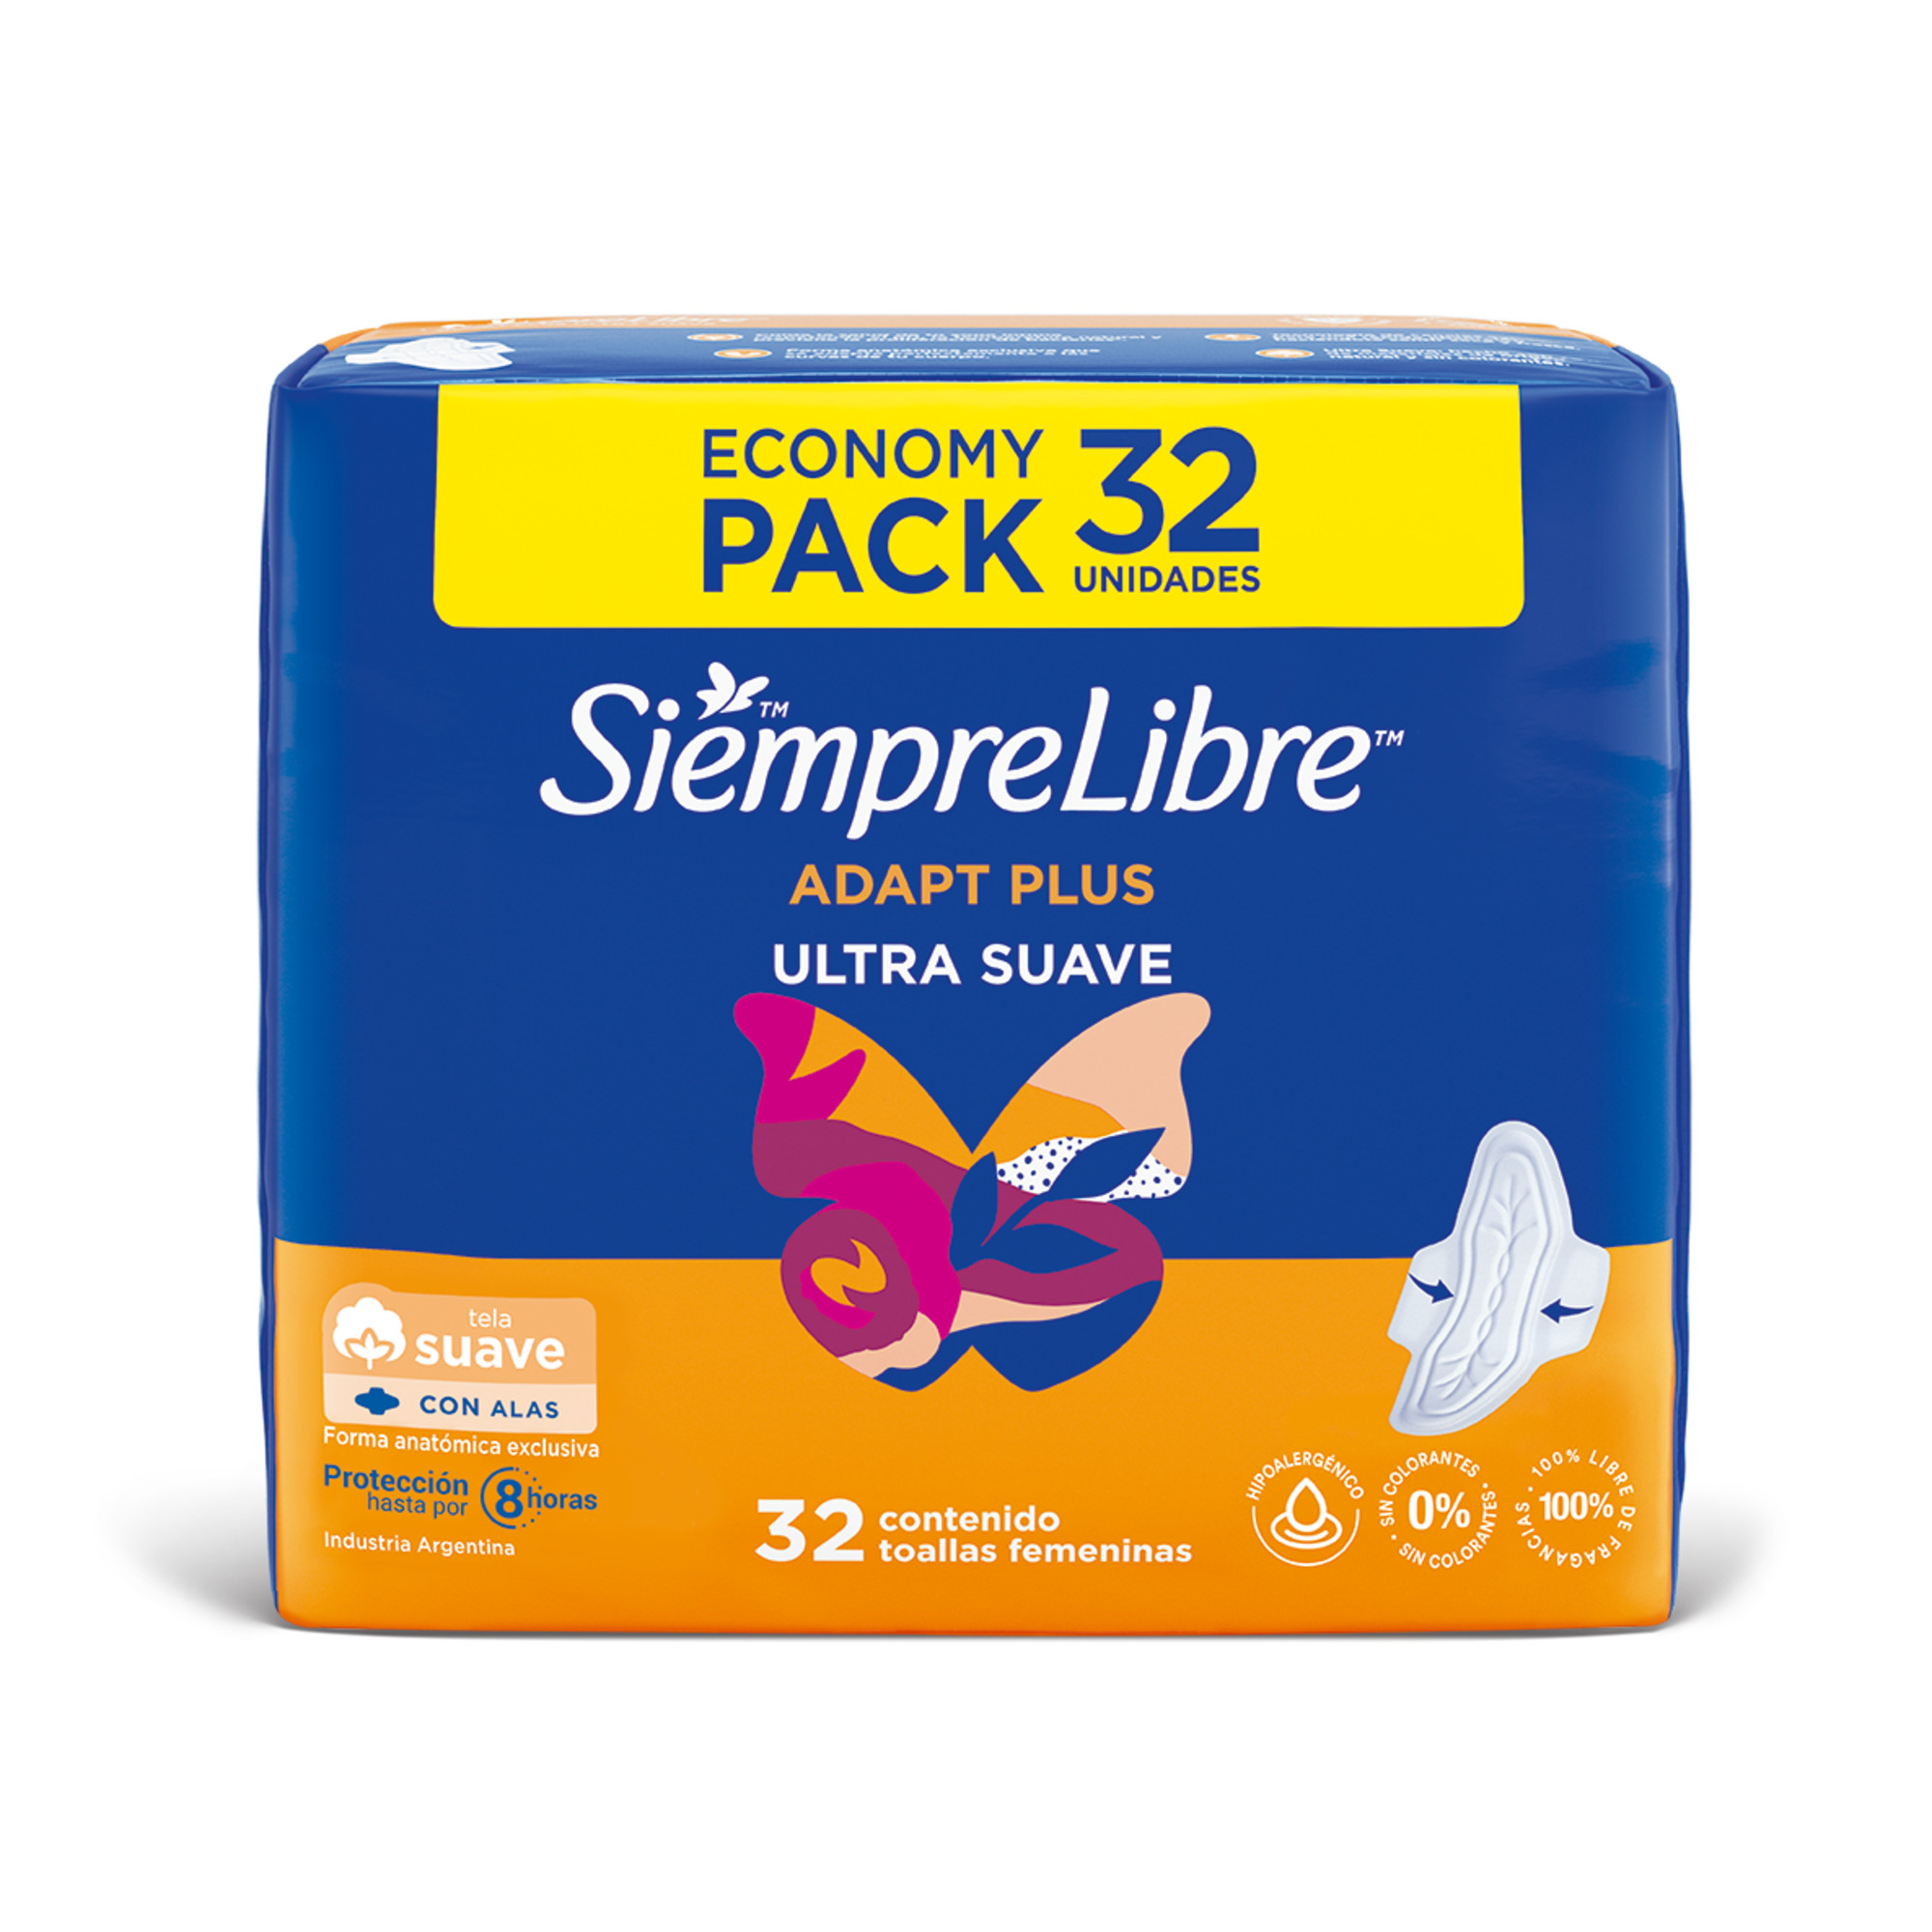 ECONOMY
PACK
32
UNIDADES
Siempre™Libre™
ADAPT PLUS
ULTRA SUAVE
tela
suave
CON ALAS
Forma anatómica exclusiva
Protección
hasta por
8 horas
Industria Argentina
32
contenido
toallas femeninas
HIPOALERGÉNICO
SIN COLORANTES • SIN COLORANTES •
0%
100% LIBRE DE FRAGANCIAS •
100%